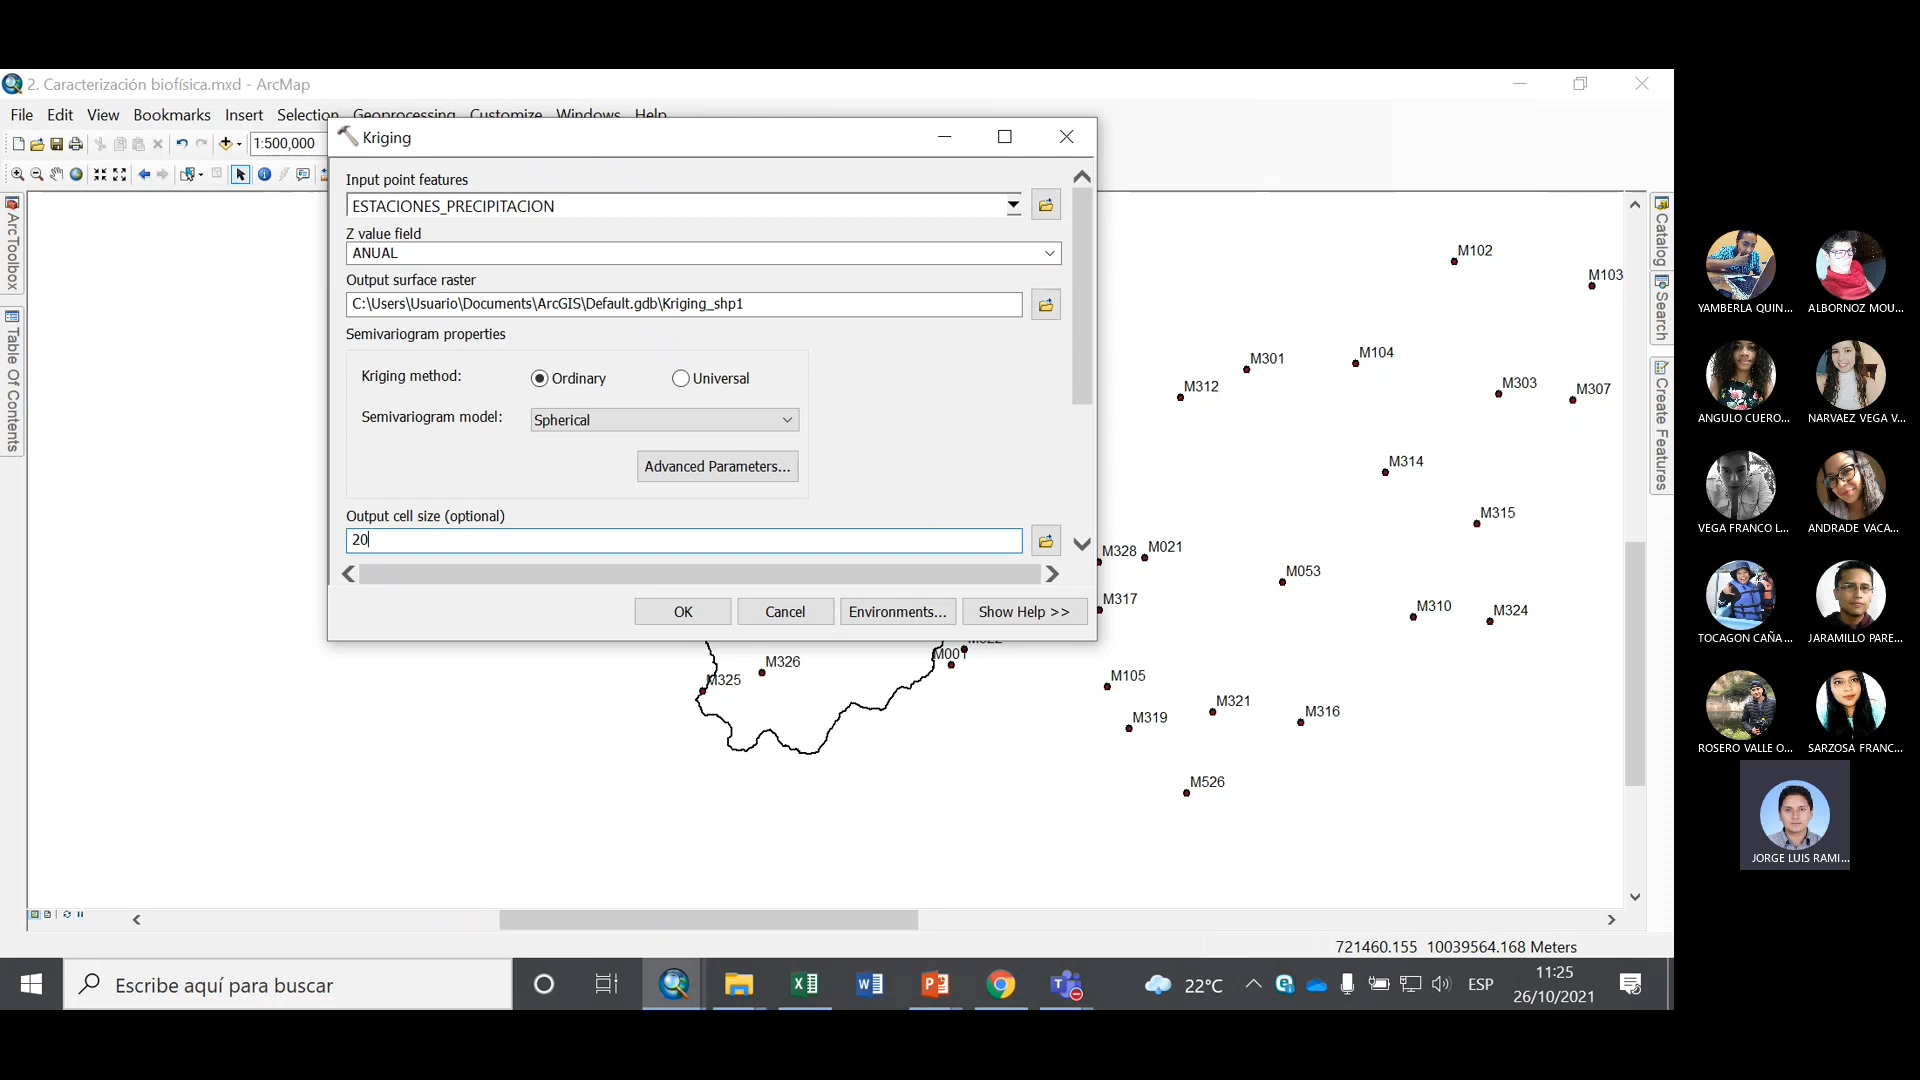 2. Caracterización biofísica.mxd - ArcMap
File Edit View Bookmarks Insert Selection Geoprocessing Customize Windows Help
1:500,000
Kriging
Input point features
ESTACIONES_PRECIPITACION
Z value field
ANUAL
Output surface raster
C:\Users\Usuario\Documents\ArcGIS\Default.gdb\Kriging_shp1
Semivariogram properties
Kriging method:
Ordinary
Universal
Semivariogram model:
Spherical
Advanced Parameters...
Output cell size (optional)
20
OK
Cancel
Environments...
Show Help >>
ArcToolbox
Table Of Contents
Catalog
Search
Create Features
M102
M103
M301
M104
M312
M303
M307
M314
M315
M328
M021
M053
M317
M310
M324
M322
M001
M326
M325
M105
M321
M319
M316
M526
721460.155 10039564.168 Meters
YAMBERLA QUIN...
ALBORNOZ MOU...
ANGULO CUERO...
NARVAEZ VEGA V...
VEGA FRANCO L...
ANDRADE VACA...
TOCAGON CAÑA...
JARAMILLO PARE...
ROSERO VALLE O...
SARZOSA FRANC...
JORGE LUIS RAMI...
Escribe aquí para buscar
22°C
ESP
11:25
26/10/2021